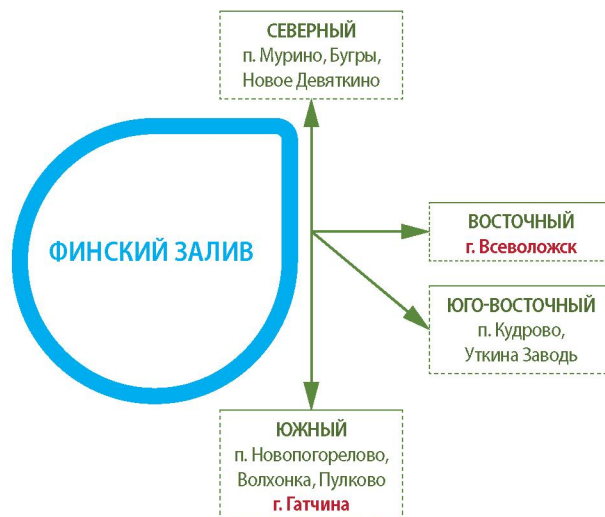 СЕВЕРНЫЙ
п. Мурино, Бугры,
Новое Девяткино
ФИНСКИЙ ЗАЛИВ
ВОСТОЧНЫЙ
г. Всеволожск
ЮГО-ВОСТОЧНЫЙ
п. Кудрово,
Уткина Заводь
ЮЖНЫЙ
п. Новопогорелово,
Волхонка, Пулково
г. Гатчина